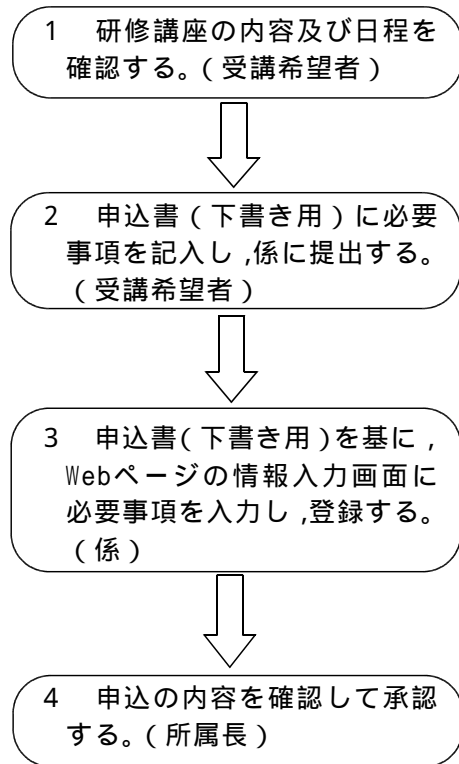 1　研修講座の内容及び日程を
確認する。(受講希望者)
2　申込書(下書き用)に必要
事項を記入し,係に提出する。
(受講希望者)
3　申込書(下書き用)を基に,
Webページの情報入力画面に
必要事項を入力し,登録する。
(係)
4　申込の内容を確認して承認
する。(所属長)